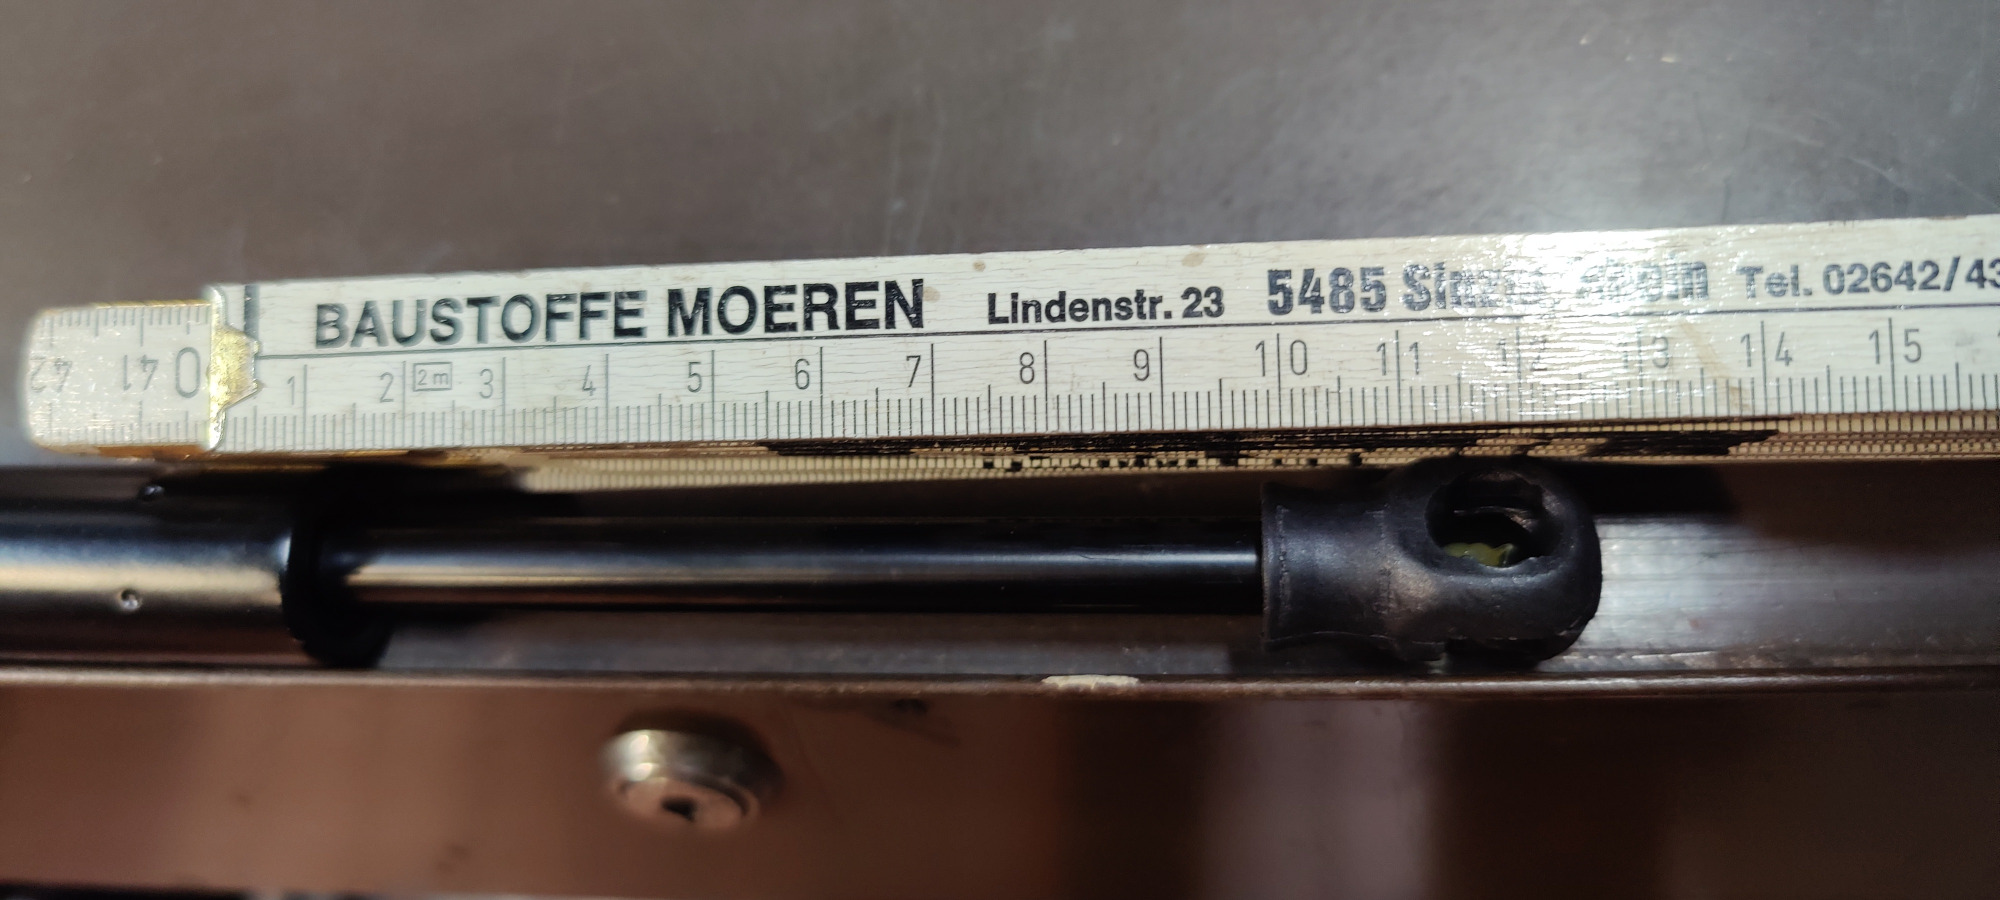 BAUSTOFFE MOEREN Lindenstr. 23 5485 Tel. 02642/43
42 41 0 1 2 2 m 3 4 5 6 7 8 9 10 11 12 13 14 15